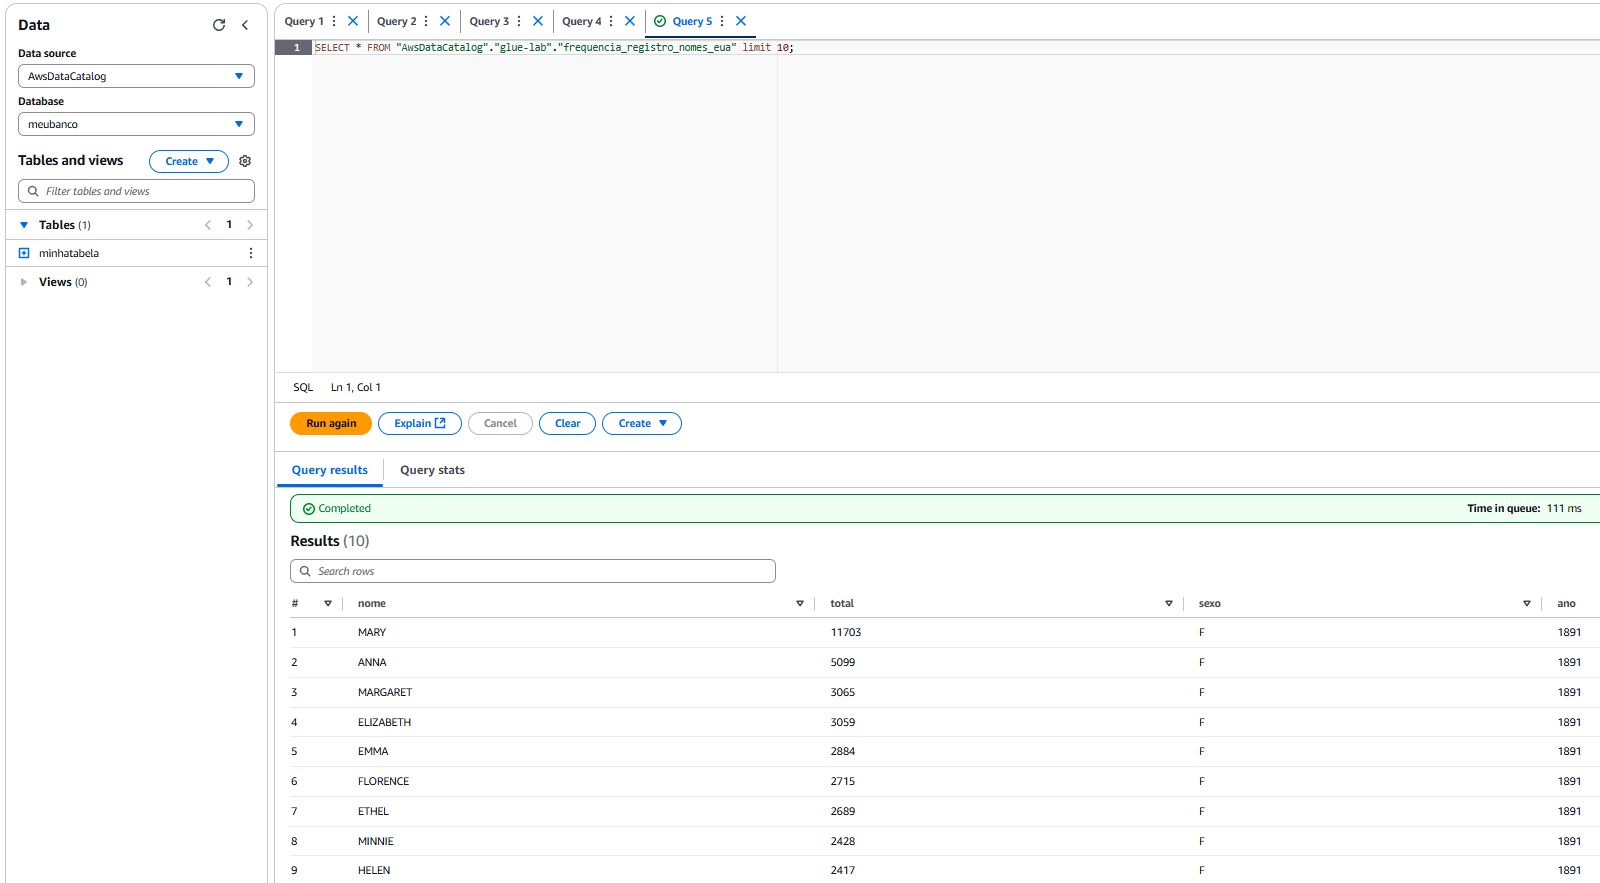 Data
Data source
AwsDataCatalog
Database
meubanco
Tables and views
Create
Filter tables and views
Tables (1)
1
minhatabela
Views (0)
1
Query 1
Query 2
Query 3
Query 4
Query 5
1 SELECT * FROM "AwsDataCatalog"."glue-lab"."frequencia_registro_nomes_eua" limit 10;
SQL Ln 1, Col 1
Run again Explain Cancel Clear Create
Query results Query stats
Completed Time in queue: 111 ms
Results (10)
Search rows
# nome total sexo ano
1 MARY 11703 F 1891
2 ANNA 5099 F 1891
3 MARGARET 3065 F 1891
4 ELIZABETH 3059 F 1891
5 EMMA 2884 F 1891
6 FLORENCE 2715 F 1891
7 ETHEL 2689 F 1891
8 MINNIE 2428 F 1891
9 HELEN 2417 F 1891